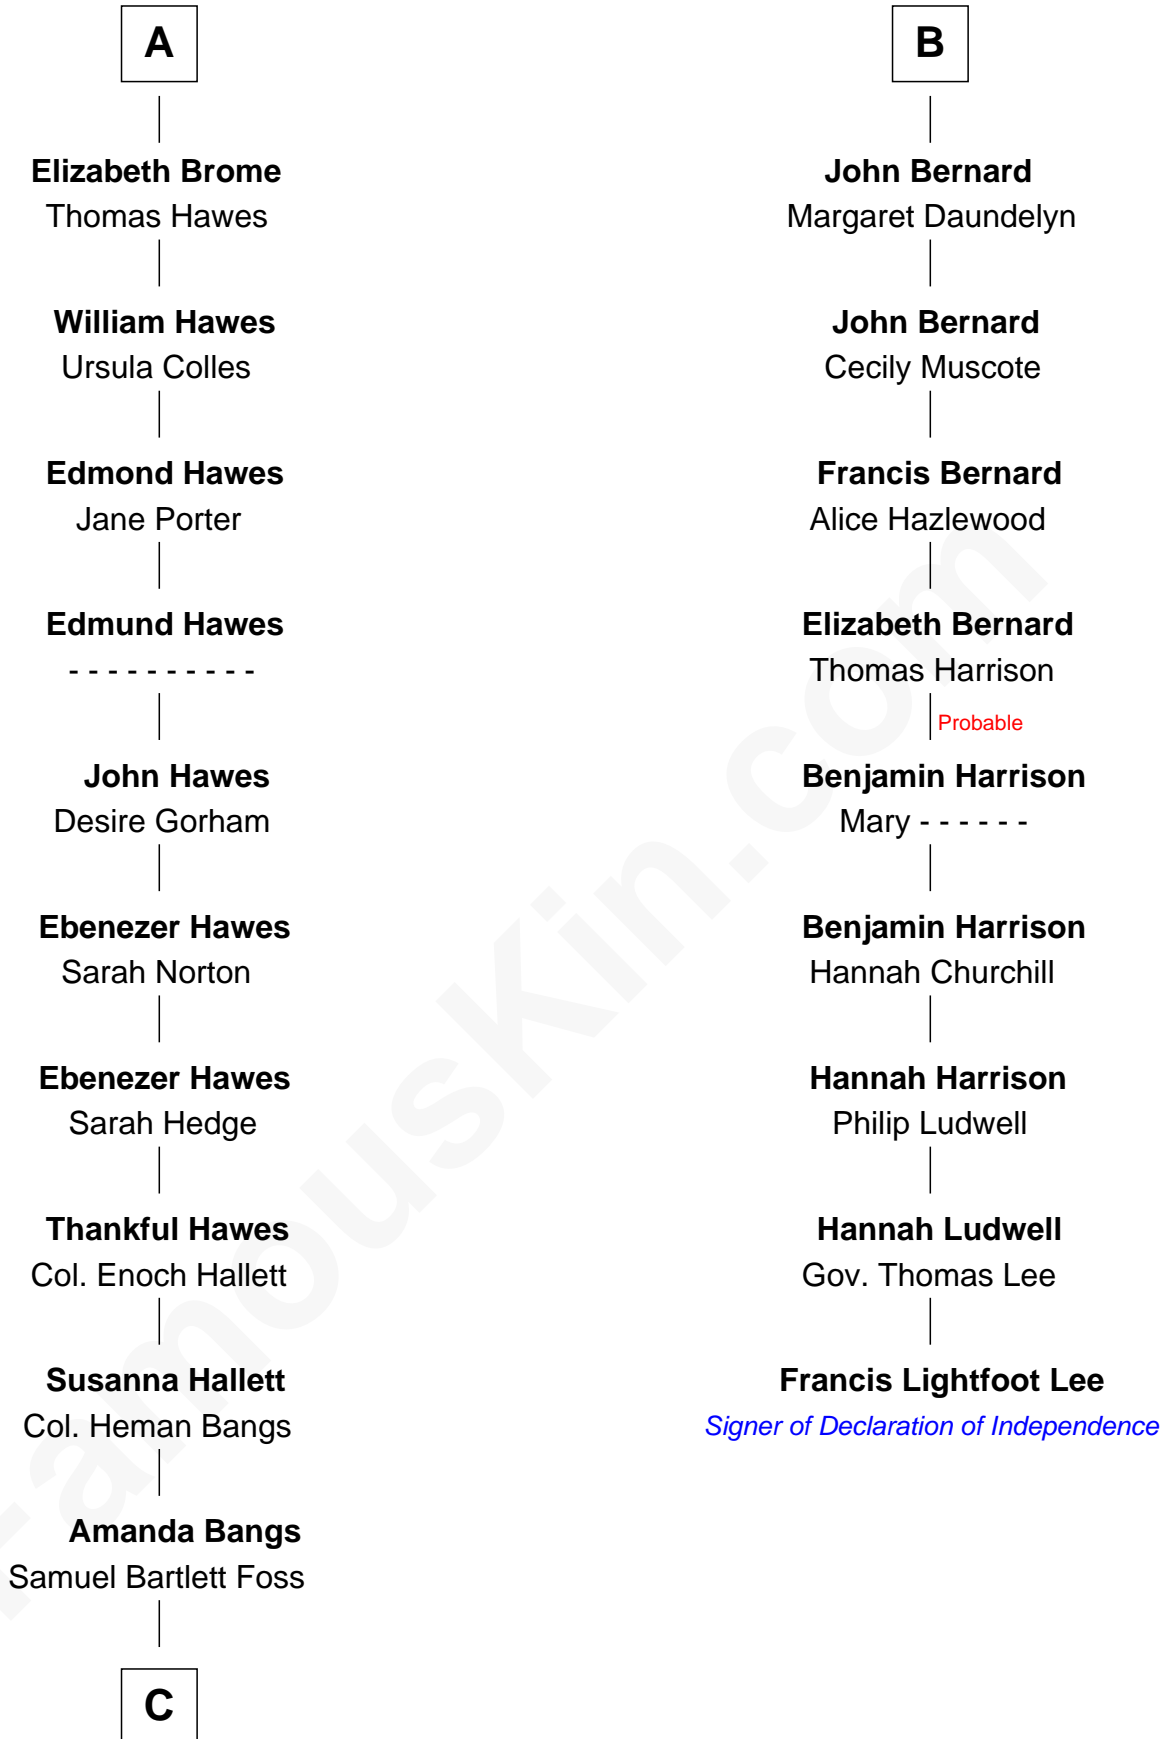 A
Elizabeth Brome
Thomas Hawes
William Hawes
Ursula Colles
Edmond Hawes
Jane Porter
Edmund Hawes
- - - - - - - - - -
John Hawes
Desire Gorham
Ebenezer Hawes
Sarah Norton
Ebenezer Hawes
Sarah Hedge
Thankful Hawes
Col. Enoch Hallett
Susanna Hallett
Col. Heman Bangs
Amanda Bangs
Samuel Bartlett Foss
C
B
John Bernard
Margaret Daundelyn
John Bernard
Cecily Muscote
Francis Bernard
Alice Hazlewood
Elizabeth Bernard
Thomas Harrison
Probable
Benjamin Harrison
Mary - - - - - -
Benjamin Harrison
Hannah Churchill
Hannah Harrison
Philip Ludwell
Hannah Ludwell
Gov. Thomas Lee
Francis Lightfoot Lee
Signer of Declaration of Independence
FamousKin.com